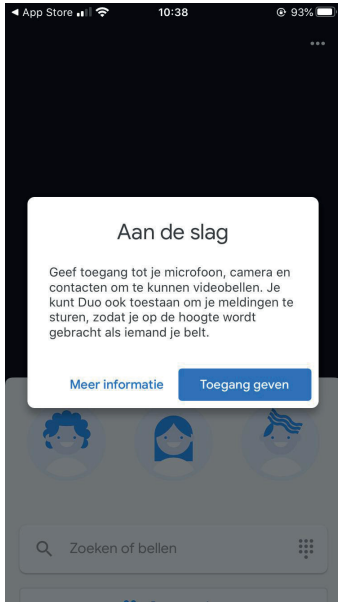 App Store
10:38
93%
Aan de slag
Geef toegang tot je microfoon, camera en
contacten om te kunnen videobellen. Je
kunt Duo ook toestaan om je meldingen te
sturen, zodat je op de hoogte wordt
gebracht als iemand je belt.
Meer informatie
Toegang geven
Zoeken of bellen